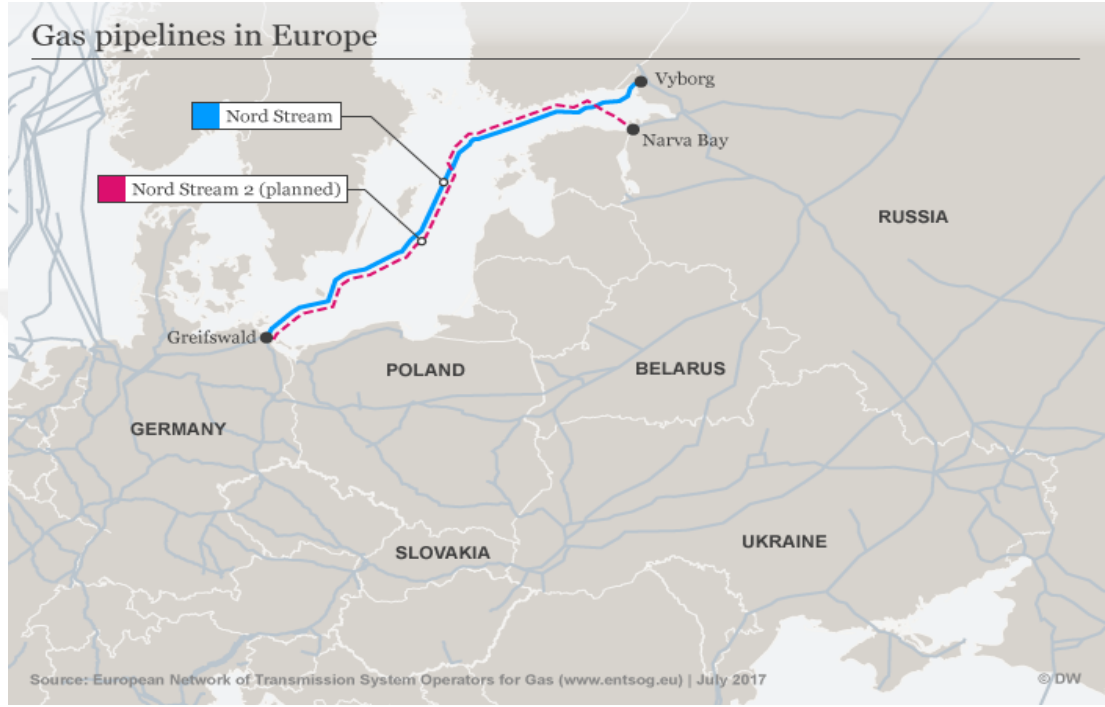 Gas pipelines in Europe
Vyborg
Nord Stream
Narva Bay
Nord Stream 2 (planned)
RUSSIA
Greifswald
POLAND
BELARUS
GERMANY
UKRAINE
SLOVAKIA
Source: European Network of Transmission System Operators for Gas (www.entsog.eu) | July 2017
© DW